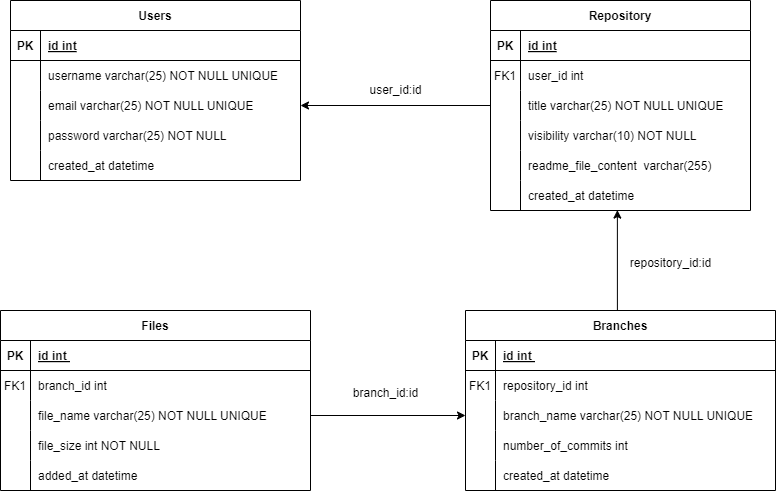 Users
PK id int
username varchar(25) NOT NULL UNIQUE
email varchar(25) NOT NULL UNIQUE
password varchar(25) NOT NULL
created_at datetime
user_id:id
Repository
PK id int
FK1 user_id int
title varchar(25) NOT NULL UNIQUE
visibility varchar(10) NOT NULL
readme_file_content varchar(255)
created_at datetime
repository_id:id
Files
PK id int
FK1 branch_id int
file_name varchar(25) NOT NULL UNIQUE
file_size int NOT NULL
added_at datetime
branch_id:id
Branches
PK id int
FK1 repository_id int
branch_name varchar(25) NOT NULL UNIQUE
number_of_commits int
created_at datetime